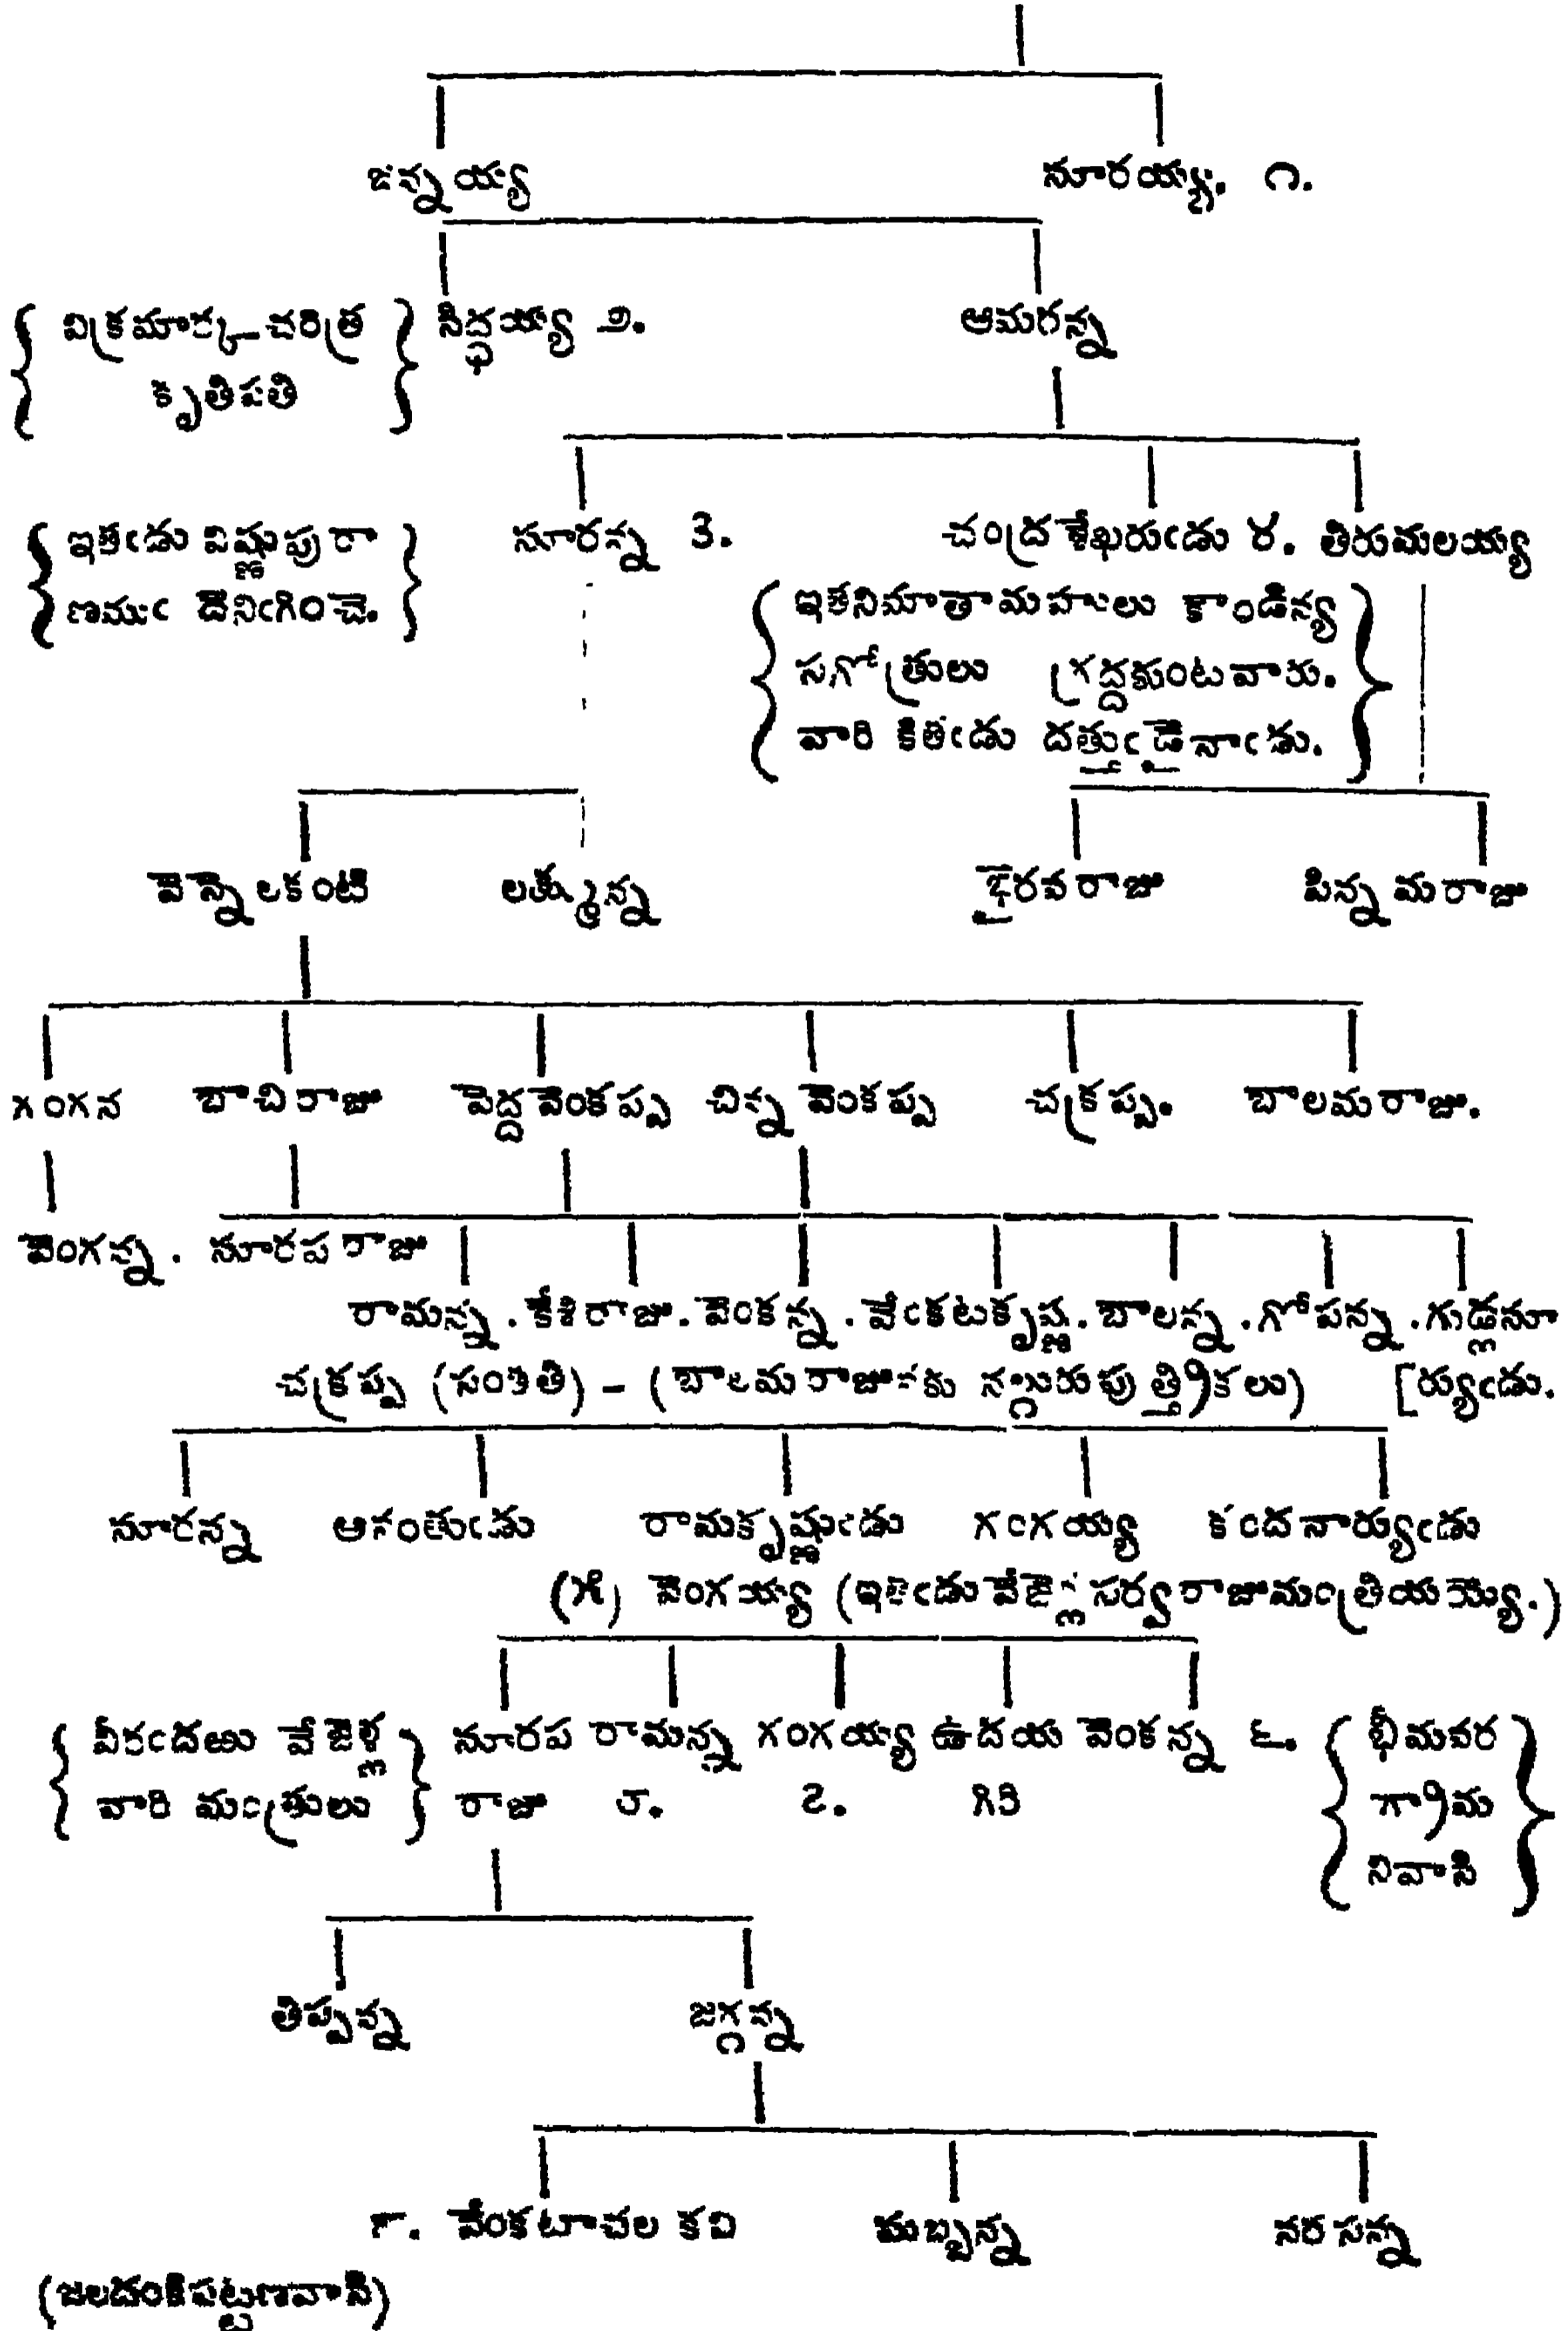 జన్నయ్య సూరయ్య. ౧.
{ విక్రమార్క—చరిత్ర } సిద్ధయ్య ౨. ఆమగన్న
కృతిపతి
{ ఇతఁడు విష్ణుపురా } సూరన్న 3. చంద్రశేఖరుఁడు ౪. తిరుమలయ్య
ణముఁ దెనిఁగించె.
{ ఇతనిమాతామహులు కాండిన్య
సగోత్రులు గ్రద్దకుంటవారు.
వారి కితఁడు దత్తుఁడైనాఁడు. }
వెన్నెలకంటి లక్ష్మన్న భైరవరాజు పిన్నమరాజు
గంగన బాచిరాజు పెద్దవెంకప్ప చిన్నవెంకప్ప చక్రప్ప. బాలమరాజు.
వెంగన్న. సూరపరాజు
రామన్న. కేశిరాజు. వెంకన్న. వేంకటకృష్ణ. బాలన్న. గోపన్న. గుడ్లసూ
చక్రప్ప (సంతతి) – (బాలమరాజునకు నల్గురుపుత్త్రికలు) [ర్యుఁడు.
సూరన్న అనంతుఁడు రామకృష్ణుఁడు గంగయ్య కందనార్యుఁడు
(౫) వెంగయ్య (ఇతఁడు వేజెళ్ల సర్వరాజుమంత్రియయ్యె.)
{ వీరందఱు వేజెళ్ల } సూరప రామన్న గంగయ్య ఉదయ వెంకన్న ౬. { భీమవర
వారి మంత్రులు రాజు ౮. ౭. గిరి గ్రామ
నివాసి }
తిప్పన్న జగ్గన్న
౯. వేంకటాచల కవి సుబ్బన్న నరసన్న
(జలదంకిపట్టణవాసి)